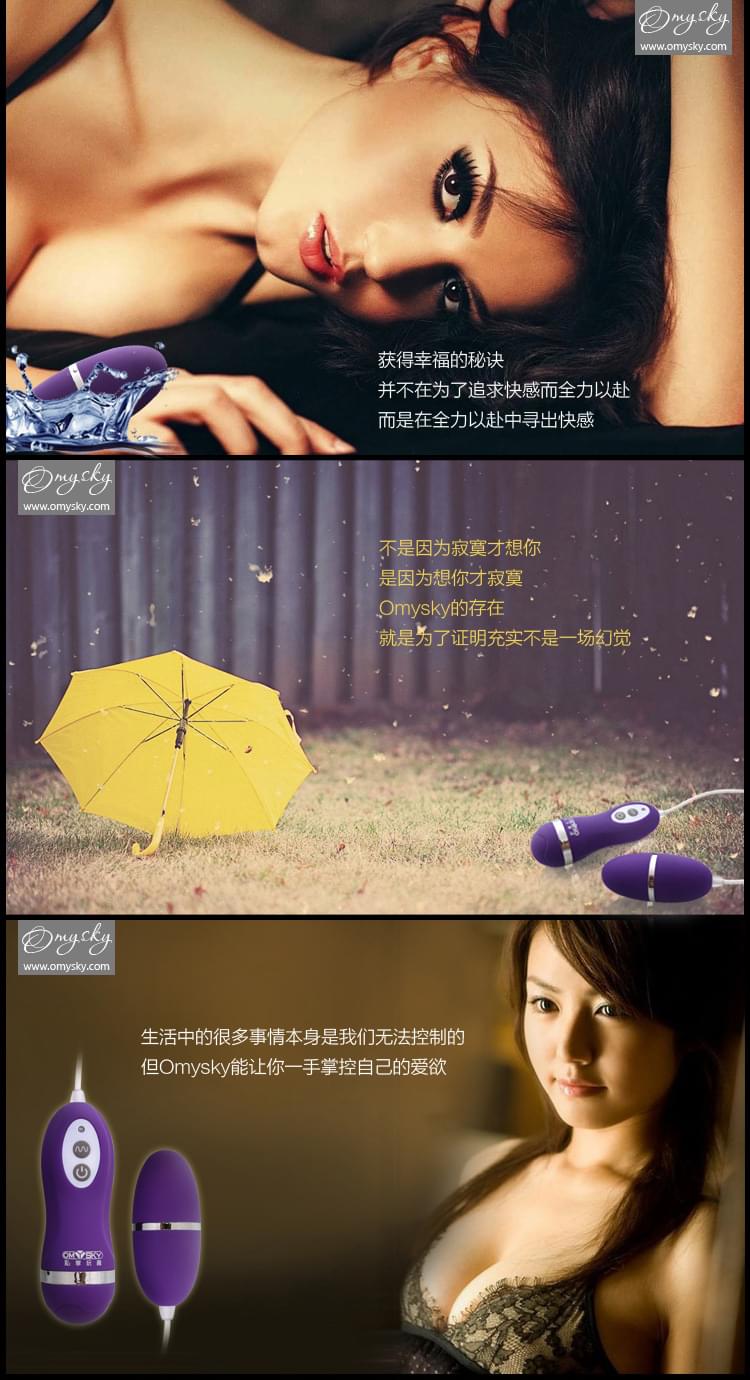 Omysky
www.omysky.com
获得幸福的秘诀
并不在为了追求快感而全力以赴
而是在全力以赴中寻出快感
Omysky
www.omysky.com
不是因为寂寞才想你
是因为想你才寂寞
Omysky的存在
就是为了证明充实不是一场幻觉
Omysky
www.omysky.com
生活中的很多事情本身是我们无法控制的
但Omysky能让你一手掌控自己的爱欲
OMYSKY